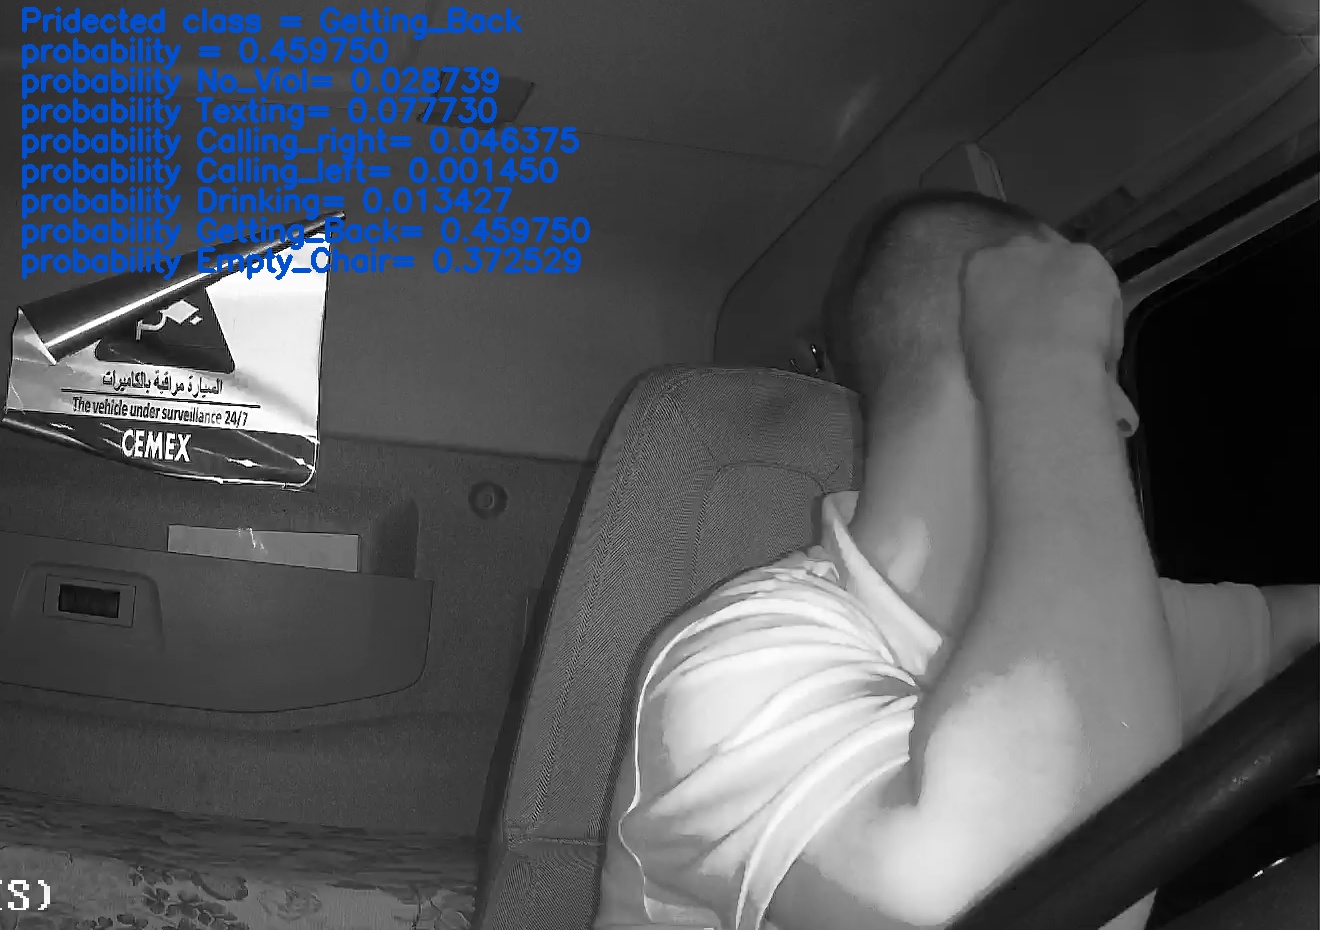 Pridected class = Getting_Back
probability = 0.459750
probability No_Viol= 0.028739
probability Texting= 0.077730
probability Calling_right= 0.046375
probability Calling_left= 0.001450
probability Drinking= 0.013427
probability Getting_Back= 0.459750
probability Empty_Chair= 0.372529
السيارة مراقبة بالكاميرات
The vehicle under surveillance 24/7
CEMEX
S)